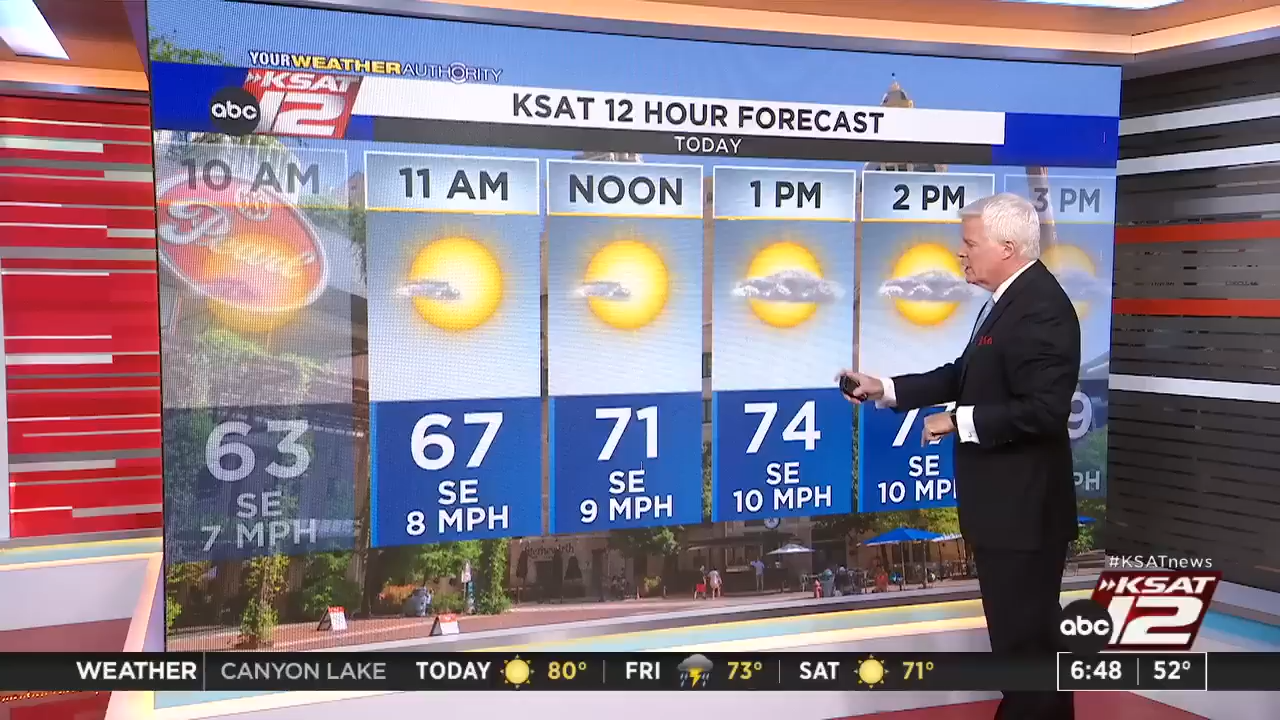 YOUR WEATHER AUTHORITY
abc
KSAT
12
KSAT 12 HOUR FORECAST
TODAY
10 AM
11 AM
NOON
1 PM
2 PM
3 PM
63
SE
7 MPH
67
SE
8 MPH
71
SE
9 MPH
74
SE
10 MPH
SE
10 MPH
#KSATnews
KSAT
abc
12
WEATHER
CANYON LAKE
TODAY 80°
FRI 73°
SAT 71°
6:48 52°